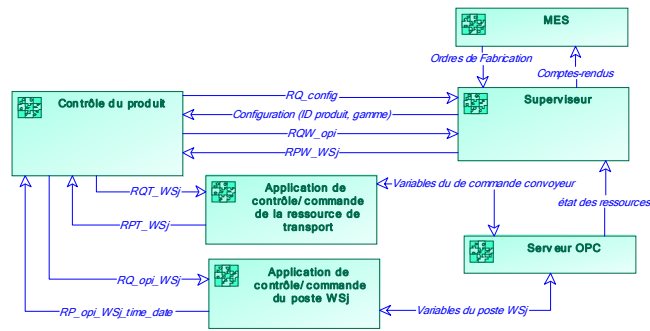 MES
Ordres de Fabrication
Comptes-rendus
Contrôle du produit
RQ_config
Superviseur
Configuration (ID produit, gamme)
RQW_opi
RPW_WSj
RQT_WSj
Application de
contrôle/commande
de la ressource de
transport
Variables du de commande convoyeur
état des ressources
RPT_WSj
Serveur OPC
RQ_opi_WSj
Application de
contrôle/commande
du poste WSj
RP_opi_WSj_time_date
Variables du poste WSj